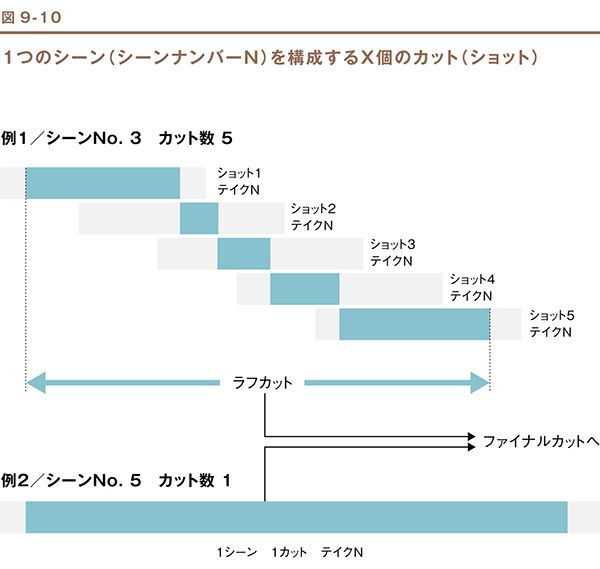 図9-10
1つのシーン（シーンナンバーN）を構成するX個のカット（ショット）
例1／シーンNo. 3　カット数 5
ショット1
テイクN
ショット2
テイクN
ショット3
テイクN
ショット4
テイクN
ショット5
テイクN
ラフカット
ファイナルカットへ
例2／シーンNo. 5　カット数 1
1シーン　1カット　テイクN